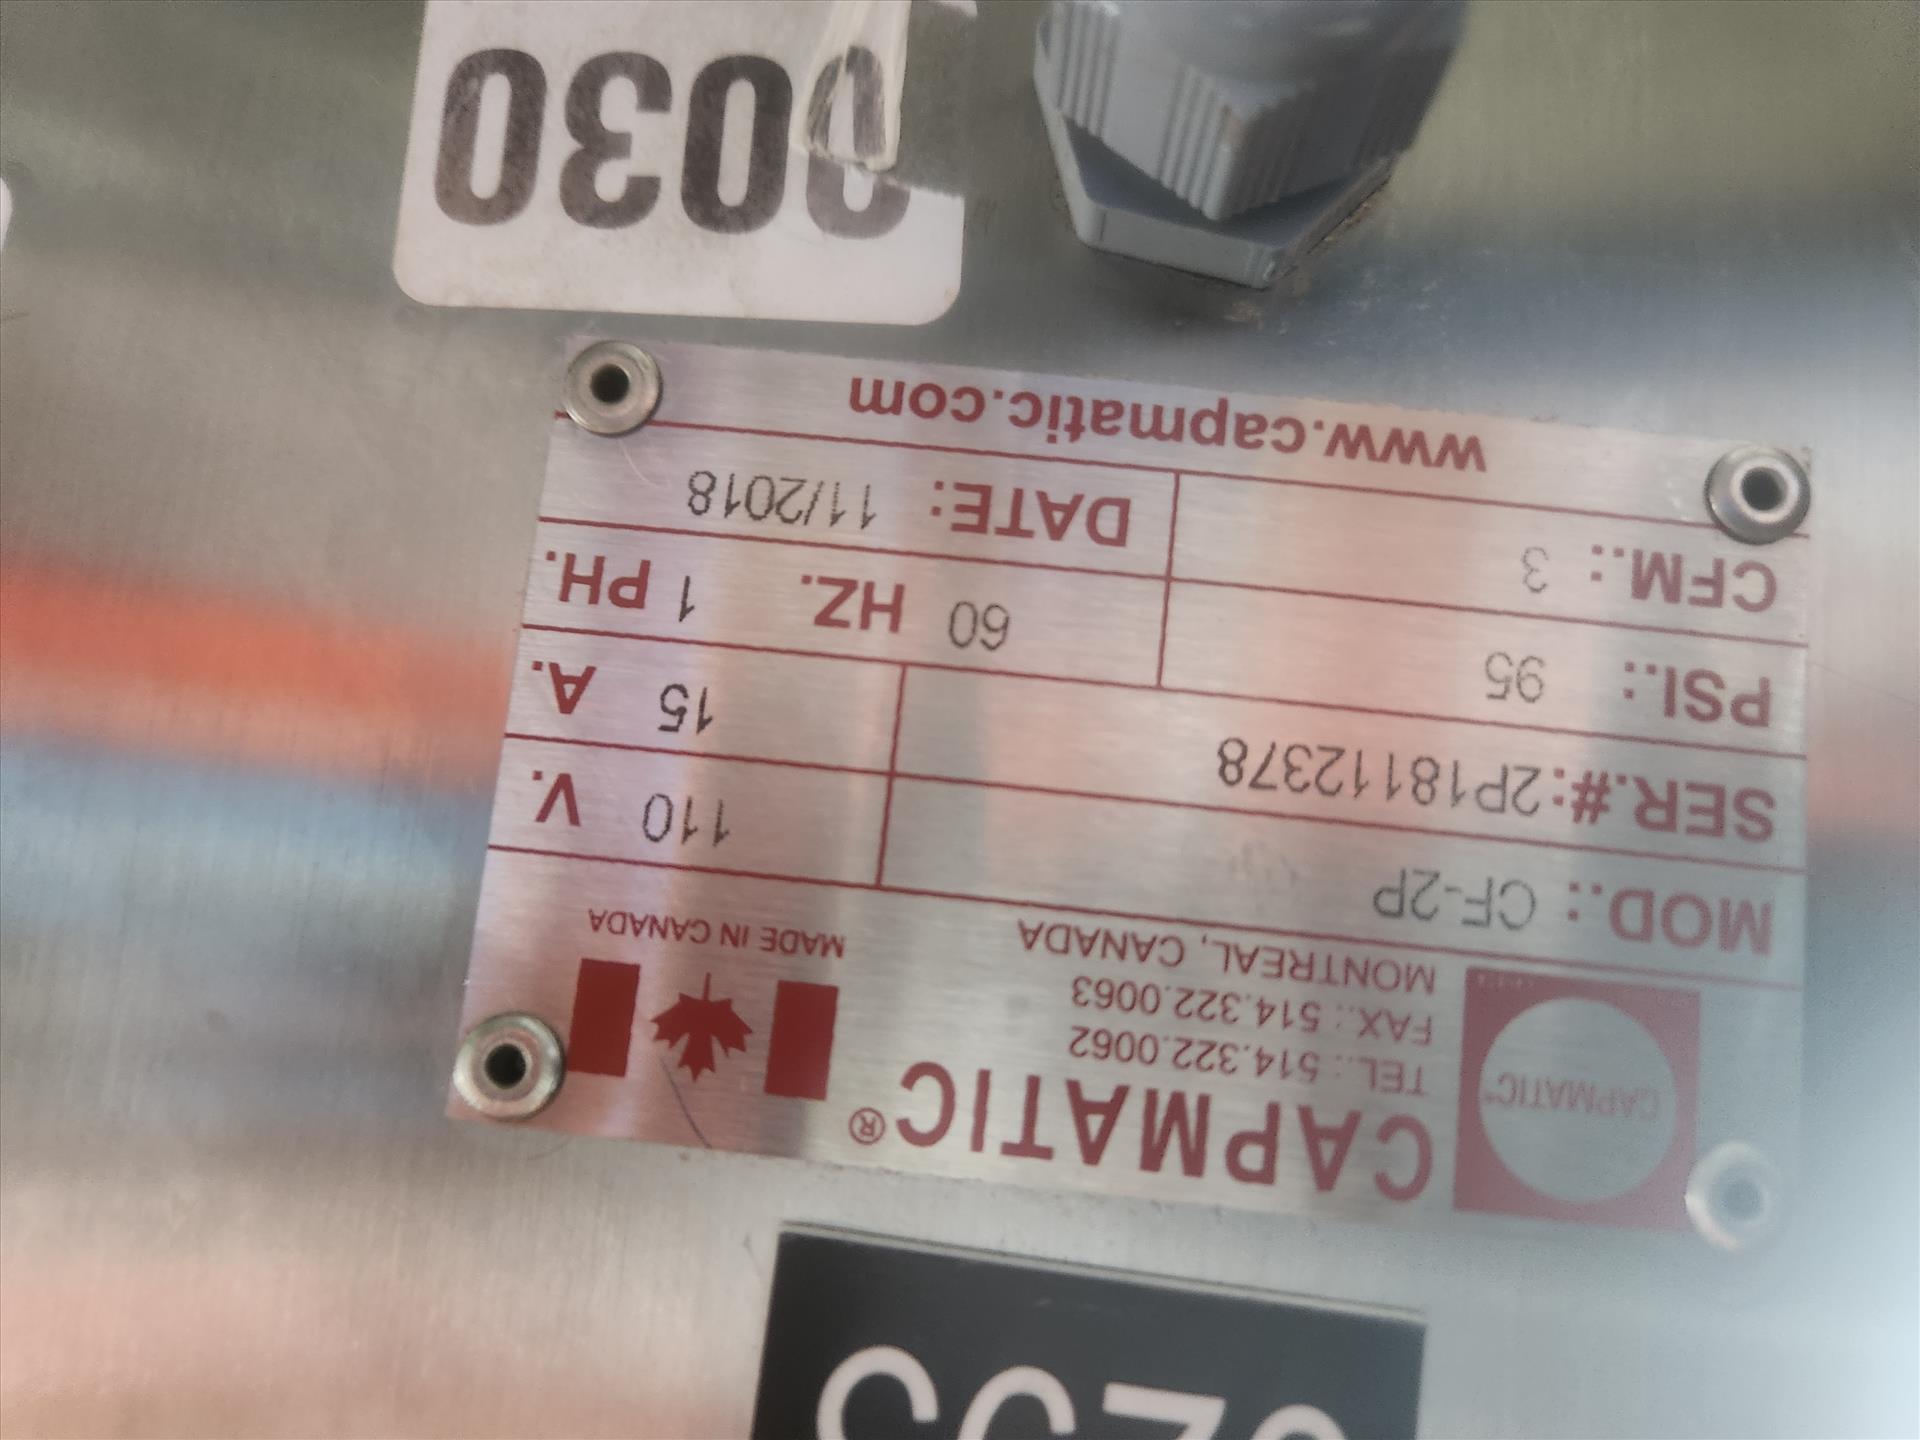 CAPMATIC
CAPMATIC®
TEL.: 514.322.0062
FAX.: 514.322.0063
MONTREAL, CANADA
MADE IN CANADA
MOD.: CF-2P
110 V.
SER.#: 2P18112378
15 A.
PSI.: 95
60 HZ. 1 PH.
CFM.: 3
DATE: 11/2018
www.capmatic.com
0030